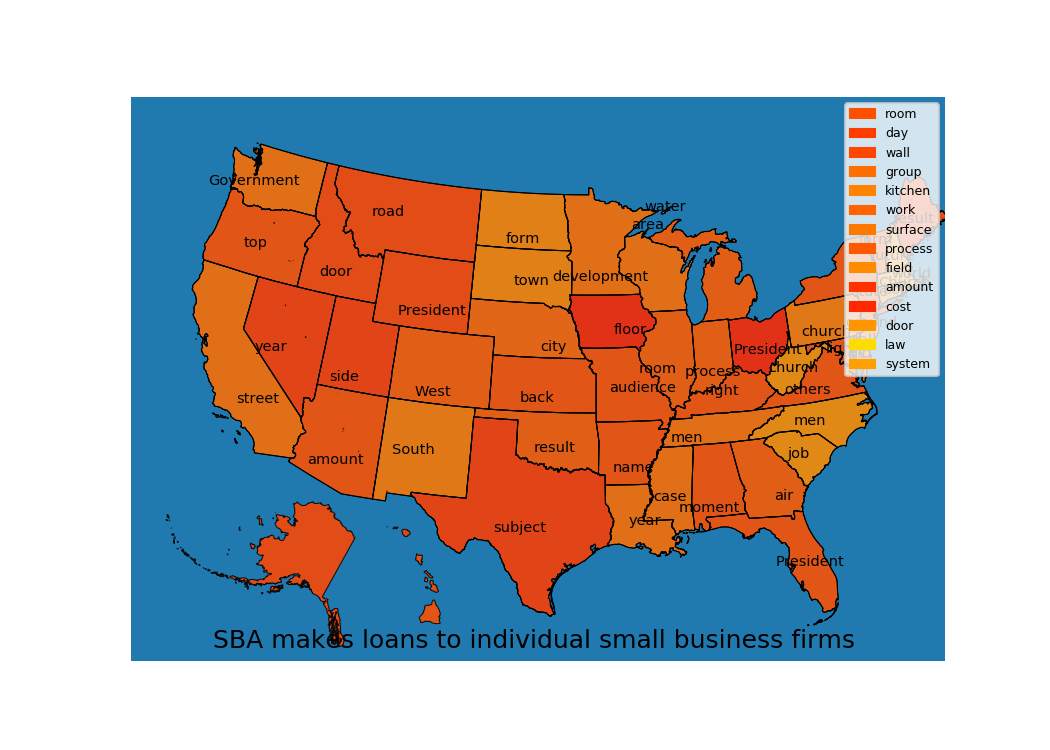 room
day
wall
group
kitchen
work
surface
process
field
amount
cost
door
law
system
Government
water
road
area
form
top
door
development
town
President
floor
church
year
city
President
room
process
church
side
audience
right
others
West
back
street
men
men
South
result
job
amount
name
case
air
moment
year
subject
President
result
SBA makes loans to individual small business firms